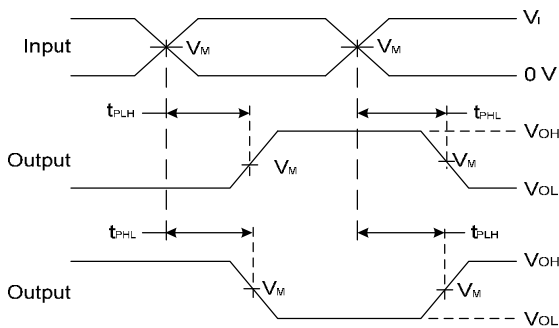 VI
Input VM VM
0 V
tPLH tPHL
VOH
Output VM VM
VOL
tPHL tPLH
VOH
Output VM VM
VOL